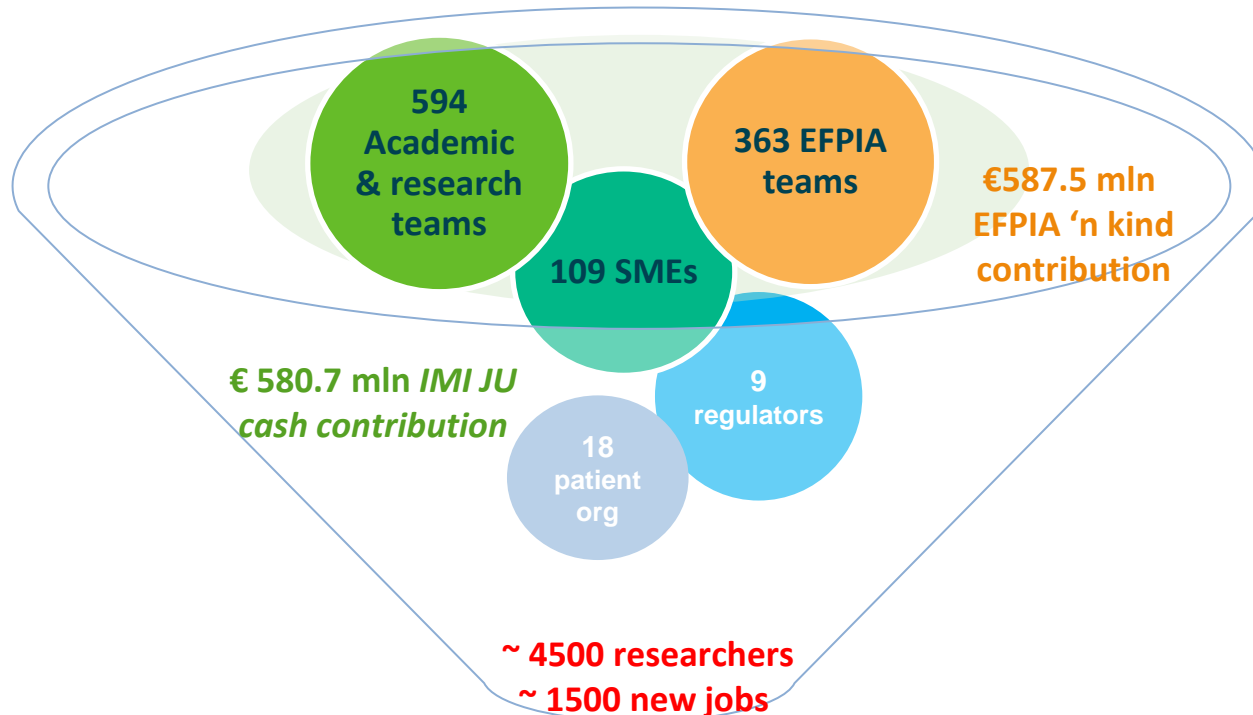 594
Academic
& research
teams
363 EFPIA
teams
€587.5 mln
EFPIA ‘n kind
contribution
109 SMEs
€ 580.7 mln IMI JU
cash contribution
9
regulators
18
patient
org
~ 4500 researchers
~ 1500 new jobs